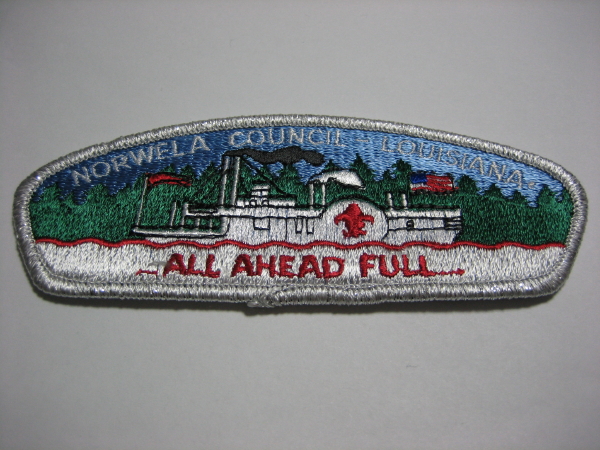 NORWELA COUNCIL - LOUISIANA
...ALL AHEAD FULL...